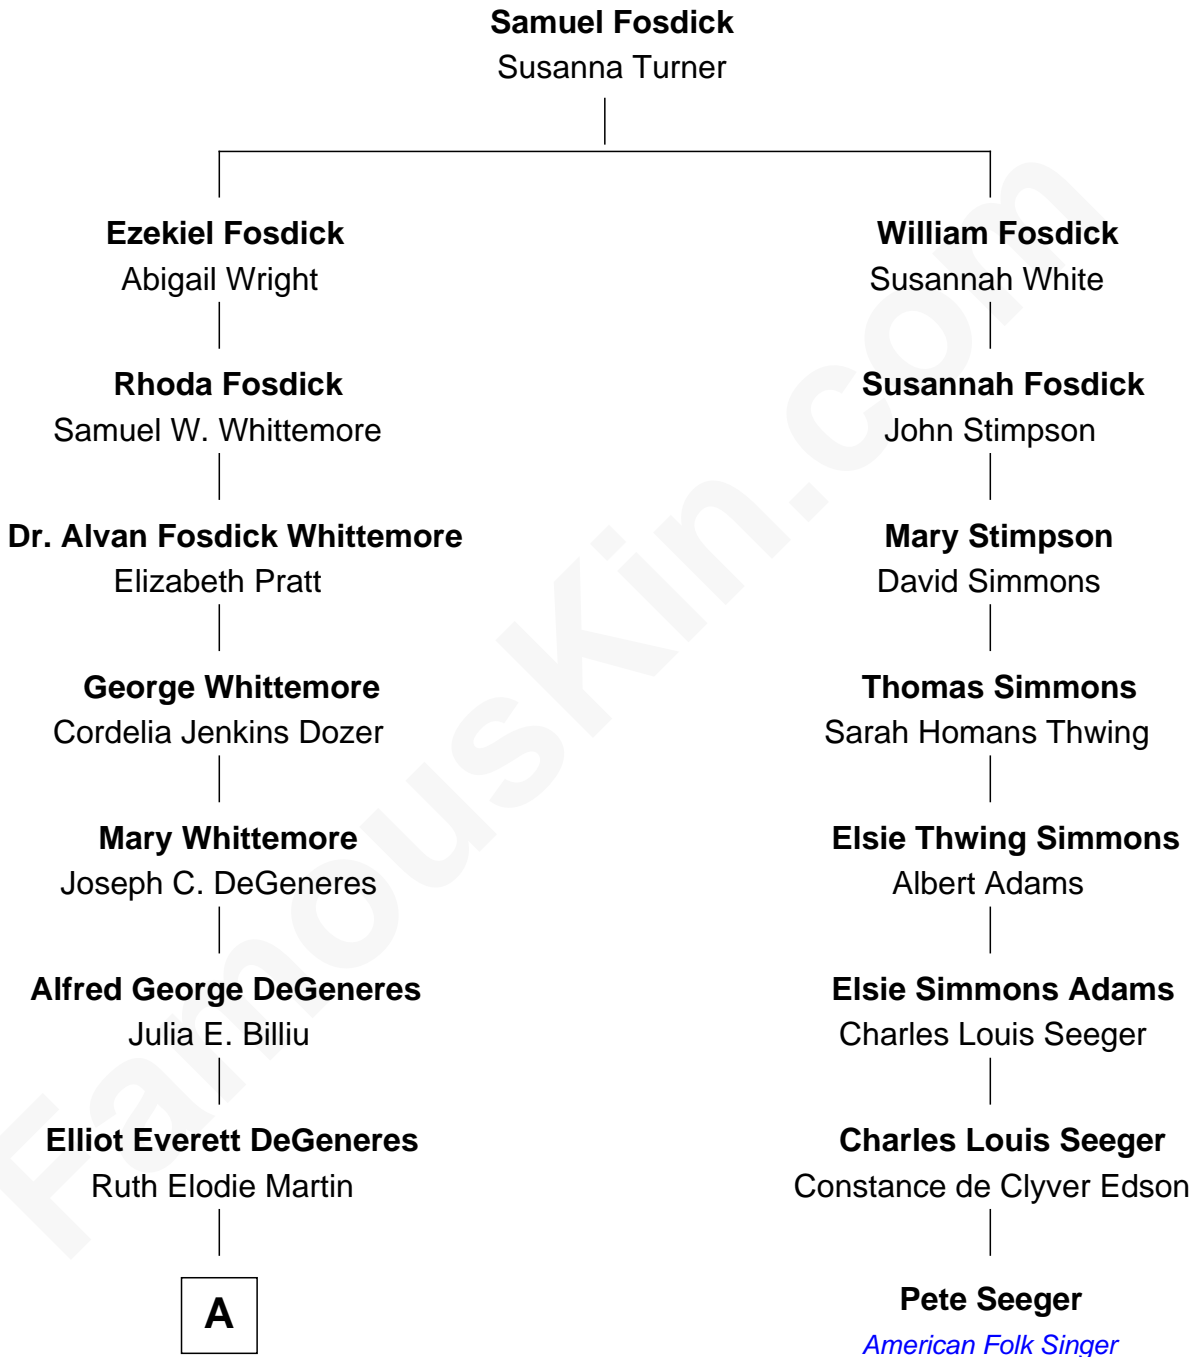 Samuel Fosdick
Susanna Turner
Ezekiel Fosdick
Abigail Wright
Rhoda Fosdick
Samuel W. Whittemore
Dr. Alvan Fosdick Whittemore
Elizabeth Pratt
George Whittemore
Cordelia Jenkins Dozer
Mary Whittemore
Joseph C. DeGeneres
Alfred George DeGeneres
Julia E. Billiu
Elliot Everett DeGeneres
Ruth Elodie Martin
A
William Fosdick
Susannah White
Susannah Fosdick
John Stimpson
Mary Stimpson
David Simmons
Thomas Simmons
Sarah Homans Thwing
Elsie Thwing Simmons
Albert Adams
Elsie Simmons Adams
Charles Louis Seeger
Charles Louis Seeger
Constance de Clyver Edson
Pete Seeger
American Folk Singer
FamousKin.com